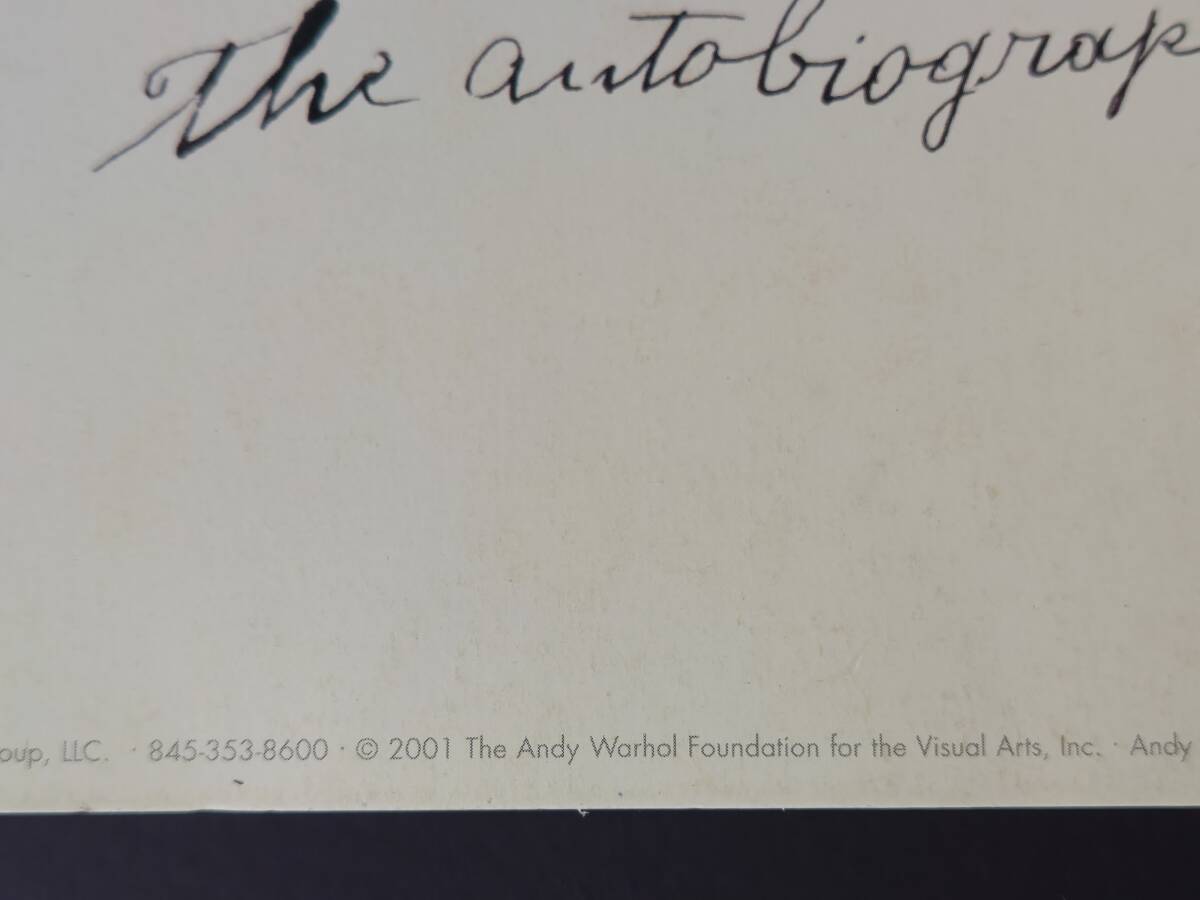 The autobiograp
oup, LLC. · 845-353-8600 · © 2001 The Andy Warhol Foundation for the Visual Arts, Inc. · Andy